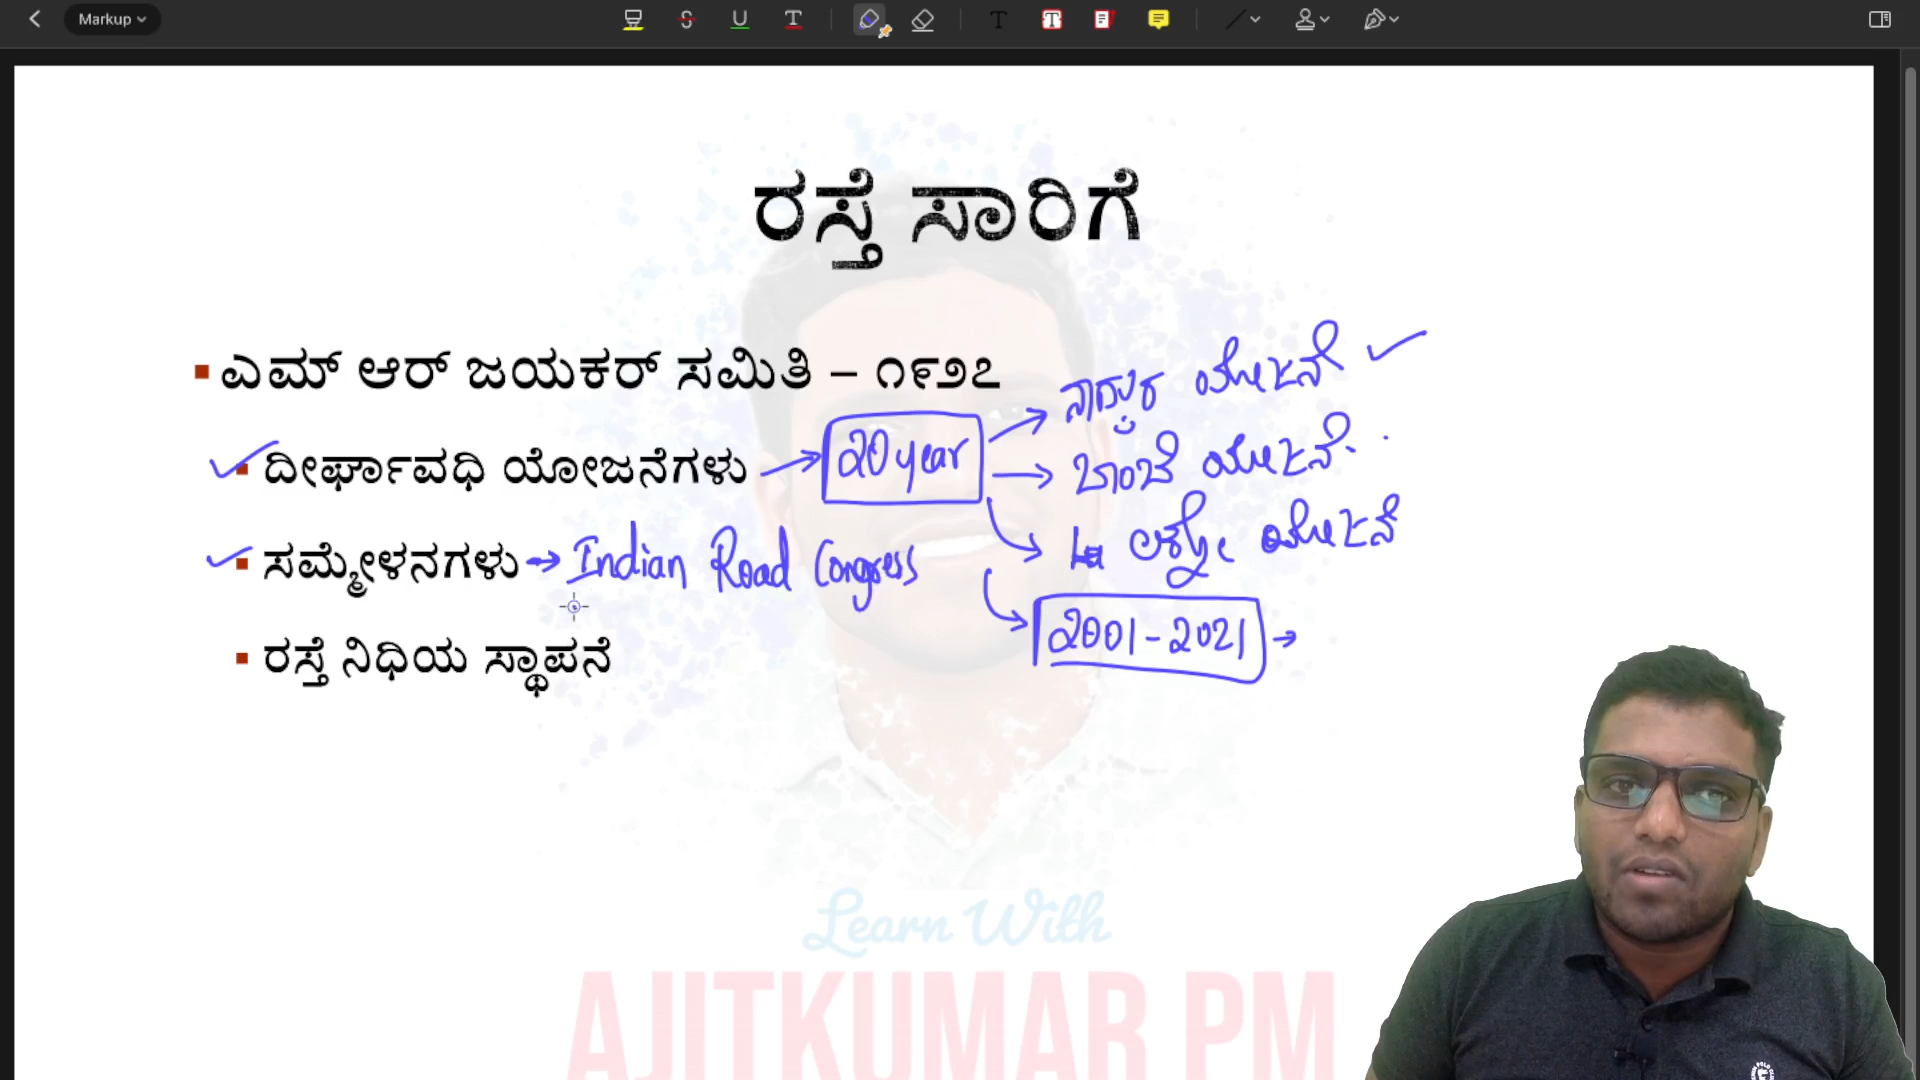 Markup
ರಸ್ತೆ ಸಾರಿಗೆ
ಎಮ್ ಆರ್ ಜಯಕರ್ ಸಮಿತಿ – ೧೯೨೭
ನಾಗ್ಪುರ ಯೋಜನೆ
ದೀರ್ಘಾವಧಿ ಯೋಜನೆಗಳು
20 year
ಬಾಂಬೆ ಯೋಜನೆ
ಸಮ್ಮೇಳನಗಳು
Indian Road Congress
ಲಕ್ನೋ ಯೋಜನೆ
ರಸ್ತೆ ನಿಧಿಯ ಸ್ಥಾಪನೆ
2001-2021
Learn With
AJITKUMAR PM